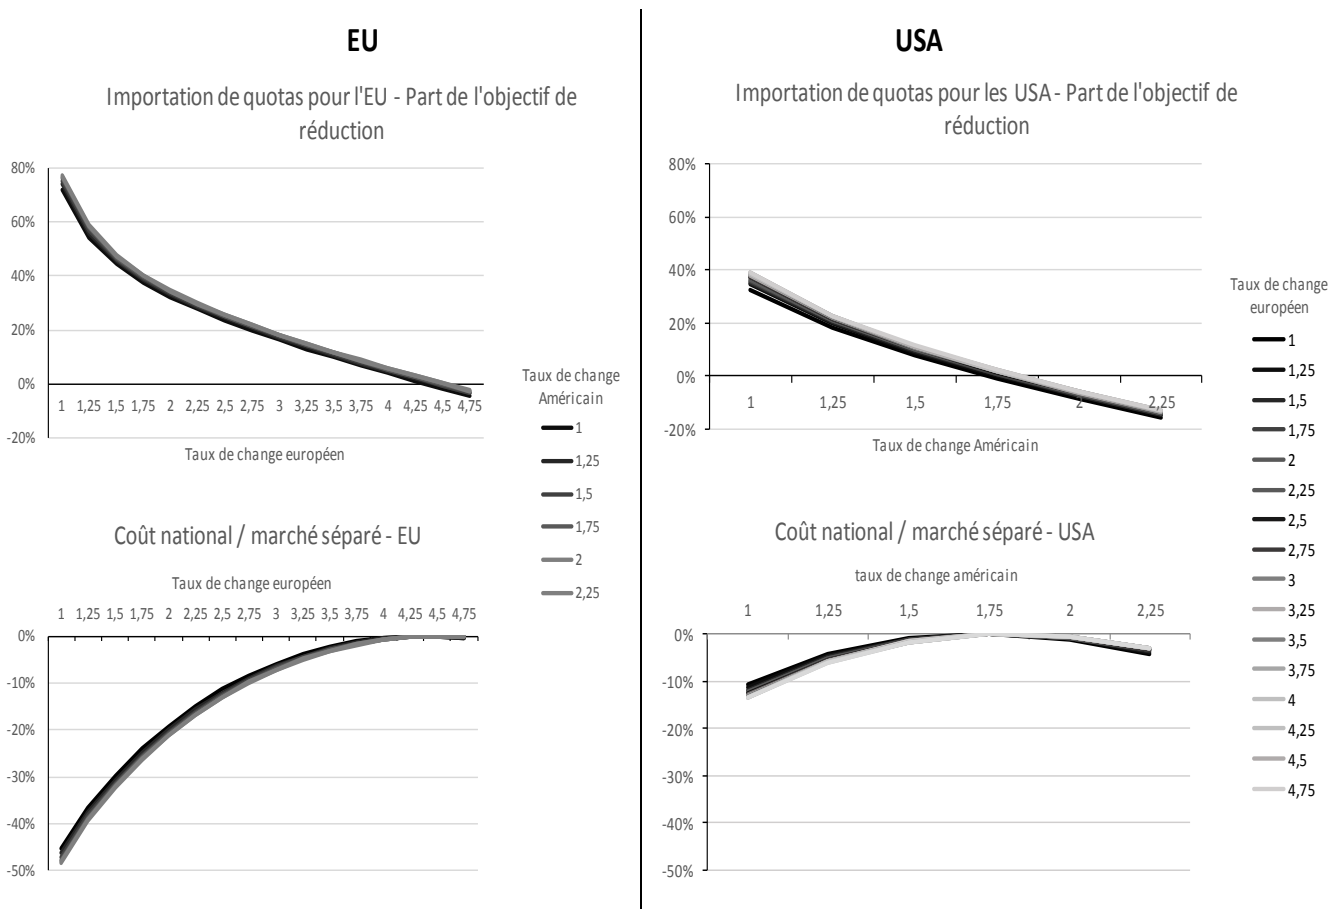 EU
Importation de quotas pour l'EU - Part de l'objectif de
réduction
80%
60%
40%
20%
0%
-20%
1 1,25 1,5 1,75 2 2,25 2,5 2,75 3 3,25 3,5 3,75 4 4,25 4,5 4,75
Taux de change européen
Taux de change
Américain
1
1,25
1,5
1,75
2
2,25
Coût national / marché séparé - EU
Taux de change européen
1 1,25 1,5 1,75 2 2,25 2,5 2,75 3 3,25 3,5 3,75 4 4,25 4,5 4,75
0%
-10%
-20%
-30%
-40%
-50%
USA
Importation de quotas pour les USA - Part de l'objectif de
réduction
80%
60%
40%
20%
0%
-20%
1 1,25 1,5 1,75 2 2,25
Taux de change Américain
Coût national / marché séparé - USA
taux de change américain
1 1,25 1,5 1,75 2 2,25
0%
-10%
-20%
-30%
-40%
-50%
Taux de change
européen
1
1,25
1,5
1,75
2
2,25
2,5
2,75
3
3,25
3,5
3,75
4
4,25
4,5
4,75